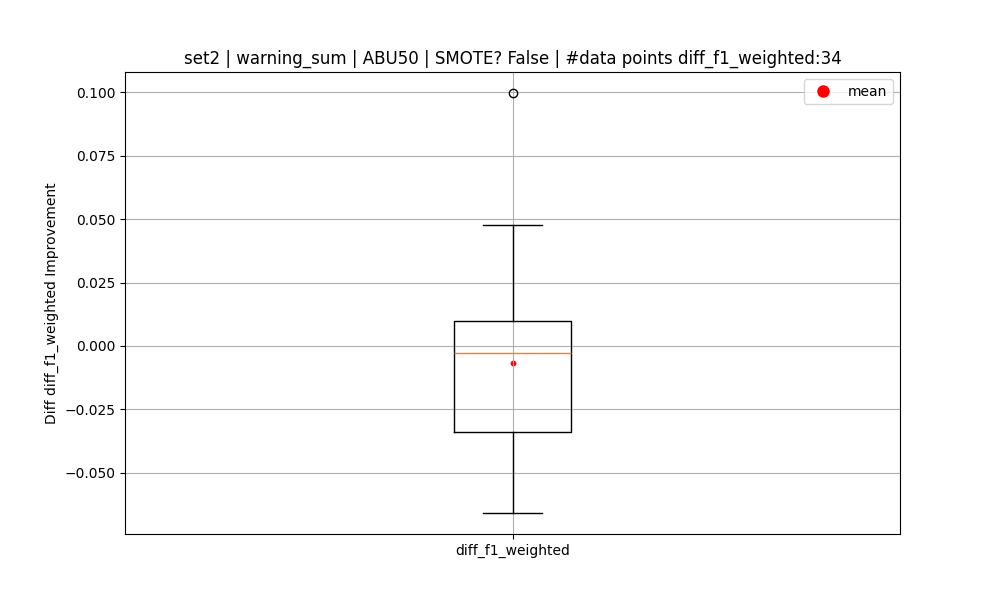 set2 | warning_sum | ABU50 | SMOTE? False | #data points diff_f1_weighted:34
mean
0.100
0.075
0.050
0.025
0.000
−0.025
−0.050
Diff diff_f1_weighted Improvement
diff_f1_weighted